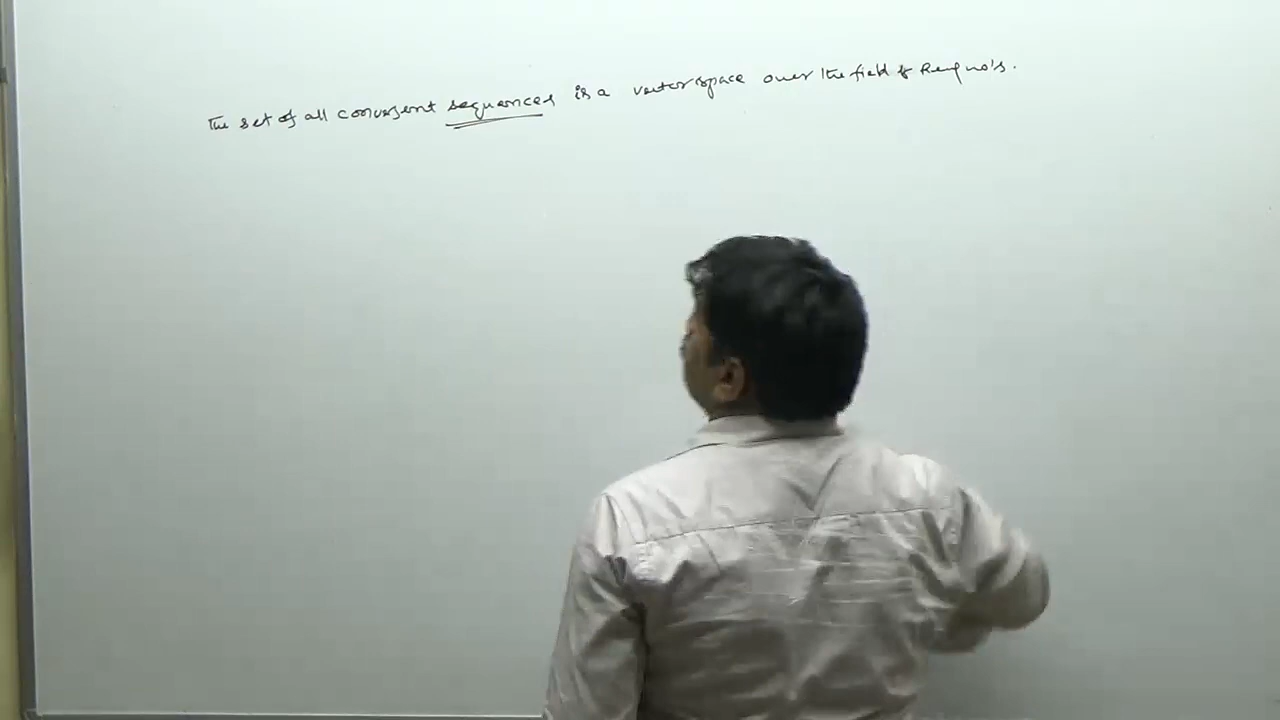 The set of all convergent sequences is a vector space over the field of Real no's.